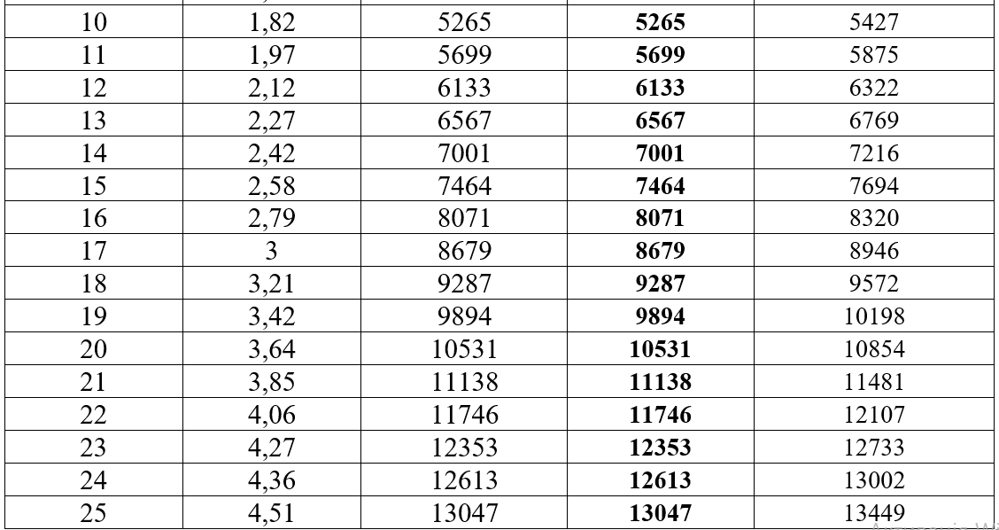 10 1,82 5265 5265 5427
11 1,97 5699 5699 5875
12 2,12 6133 6133 6322
13 2,27 6567 6567 6769
14 2,42 7001 7001 7216
15 2,58 7464 7464 7694
16 2,79 8071 8071 8320
17 3 8679 8679 8946
18 3,21 9287 9287 9572
19 3,42 9894 9894 10198
20 3,64 10531 10531 10854
21 3,85 11138 11138 11481
22 4,06 11746 11746 12107
23 4,27 12353 12353 12733
24 4,36 12613 12613 13002
25 4,51 13047 13047 13449